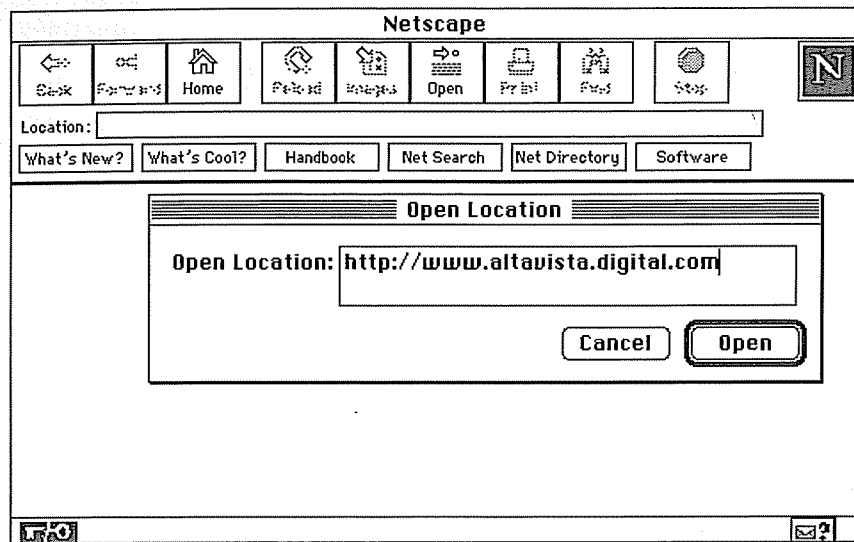 Netscape
Back Forward Home Reload Images Open Print Find Stop N
Location:
What's New? What's Cool? Handbook Net Search Net Directory Software
Open Location
Open Location: http://www.altavista.digital.com
Cancel Open
?